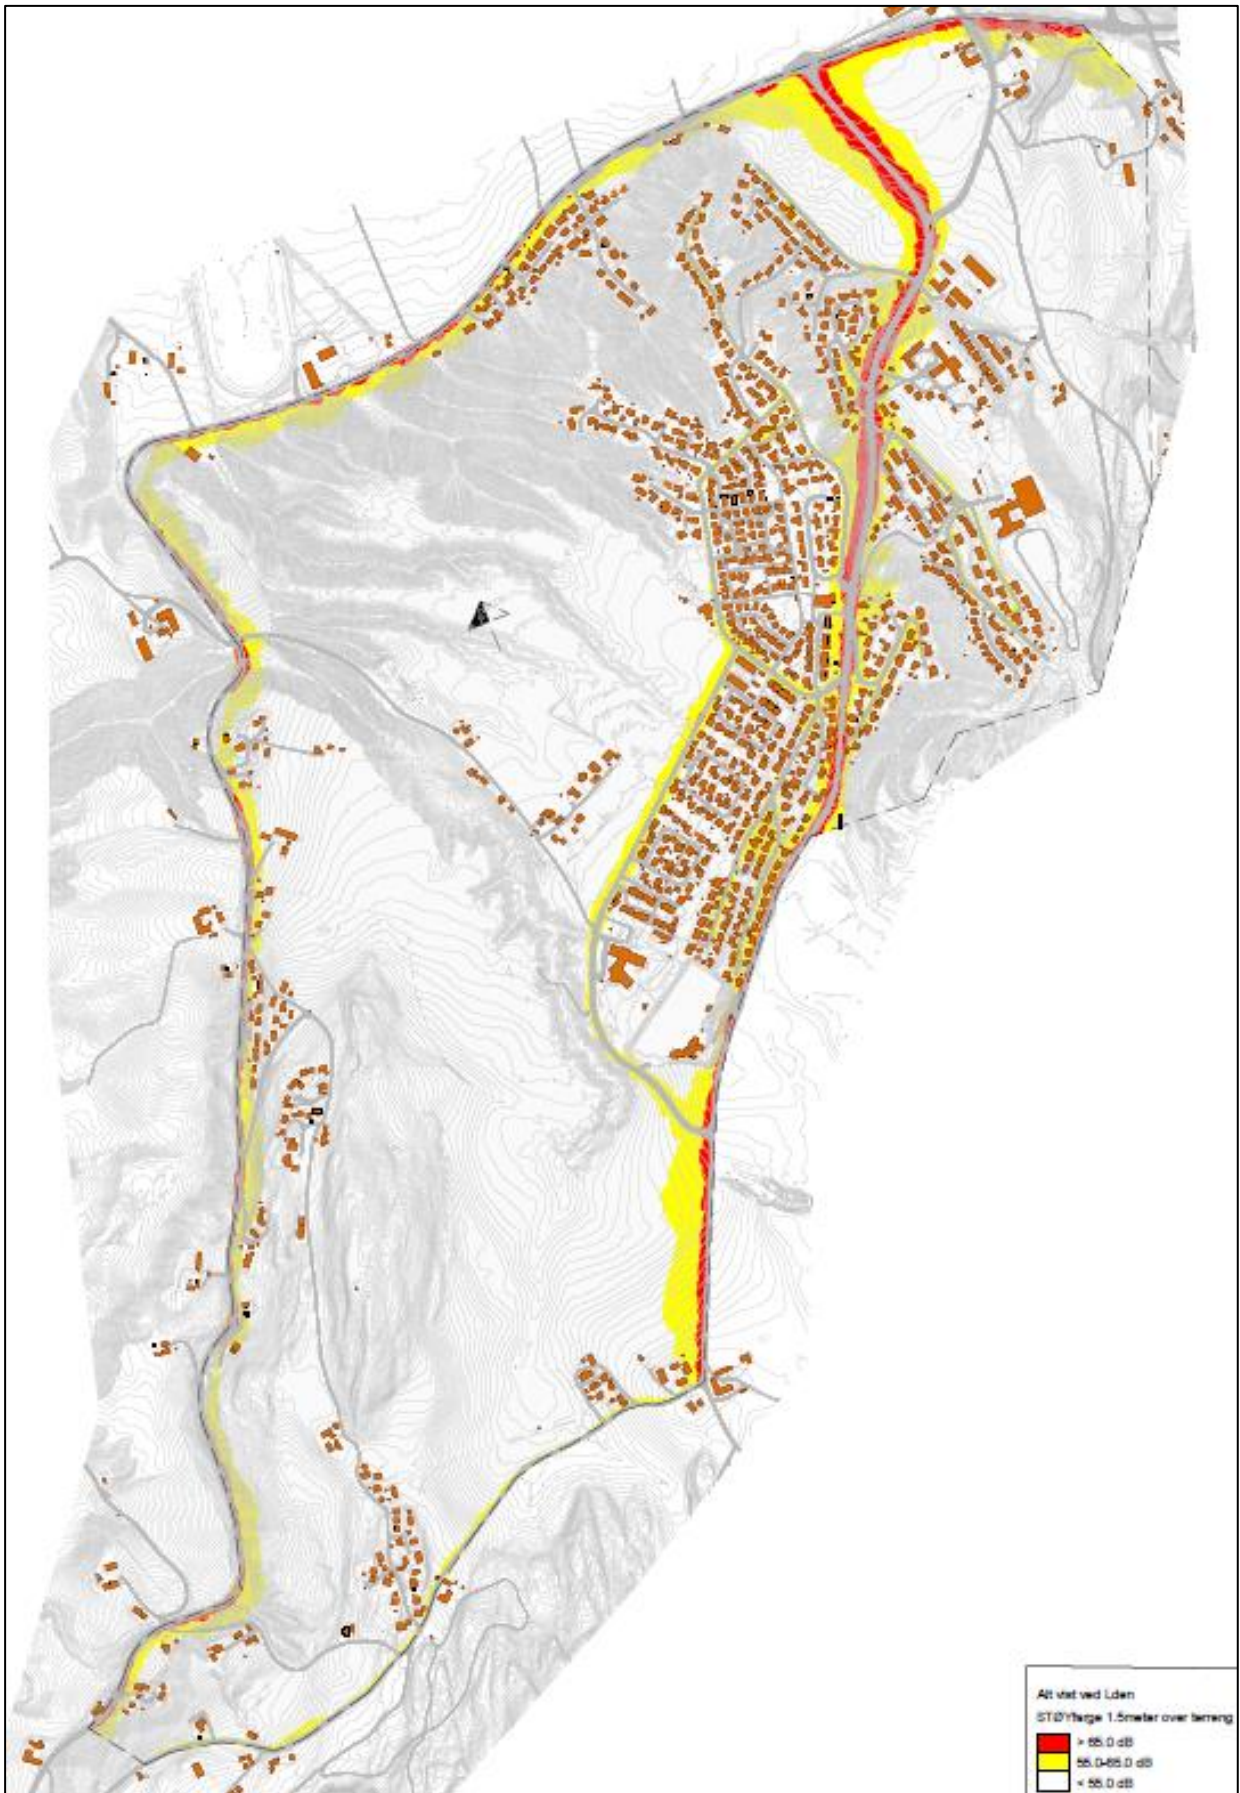 Alt vist ved Lden
STØYfarge 1.5meter over terreng
> 65.0 dB
55.0-65.0 dB
< 55.0 dB